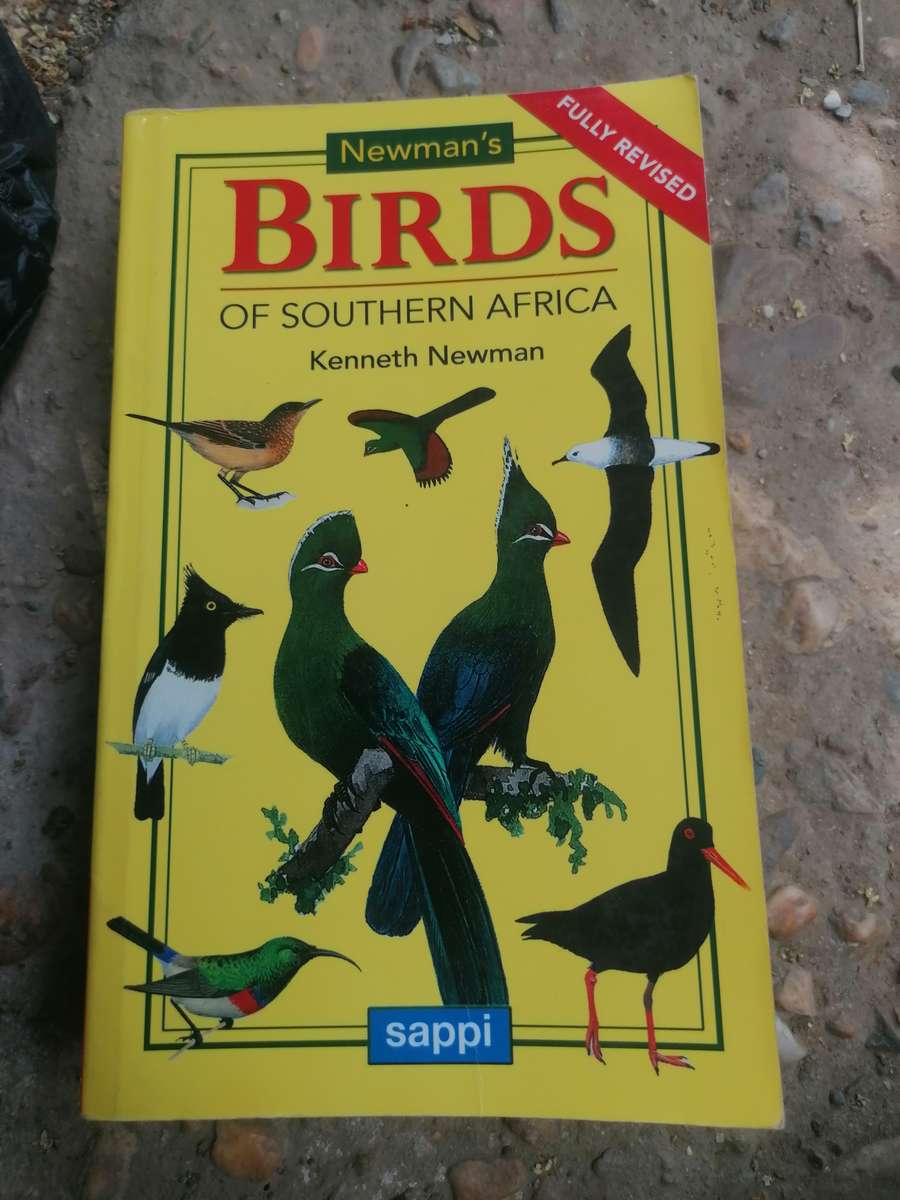 FULLY REVISED
Newman's
BIRDS
OF SOUTHERN AFRICA
Kenneth Newman
sappi